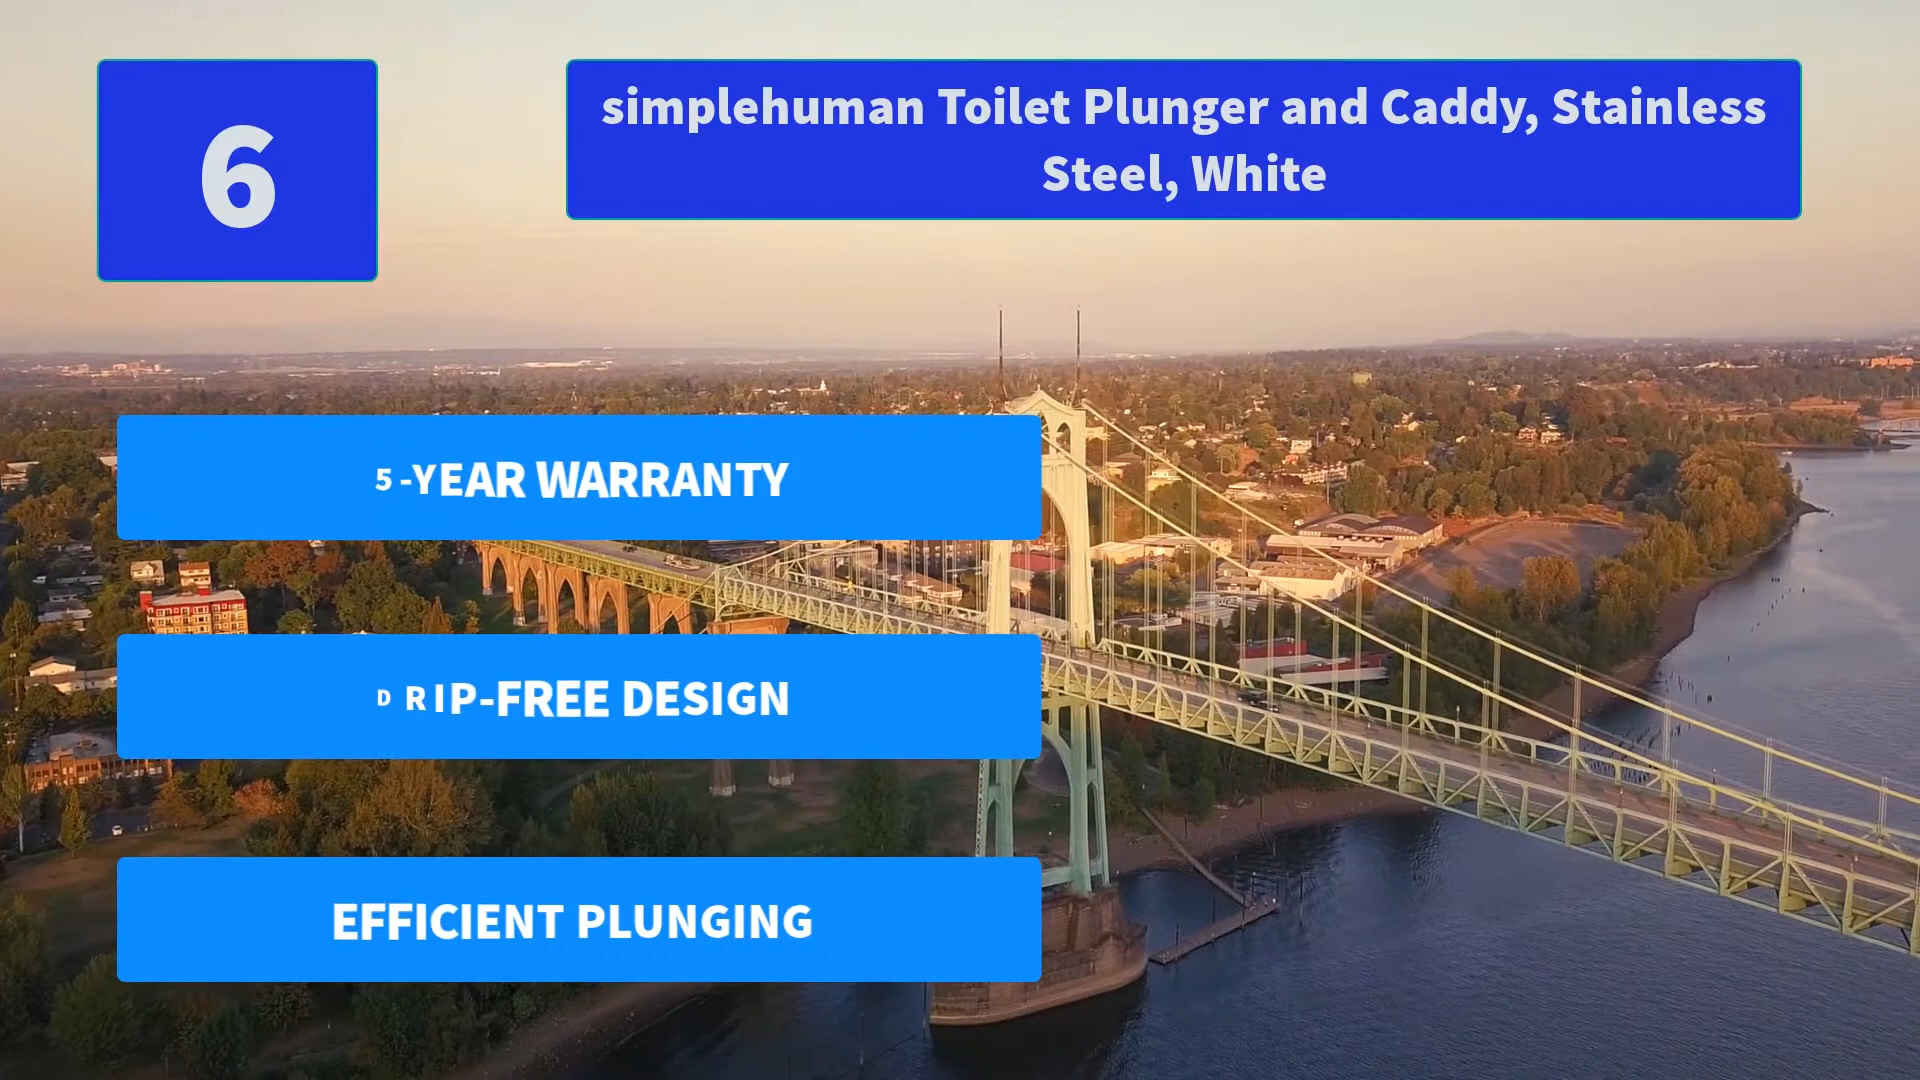 6
simplehuman Toilet Plunger and Caddy, Stainless
Steel, White
5-YEAR WARRANTY
DRIP-FREE DESIGN
EFFICIENT PLUNGING